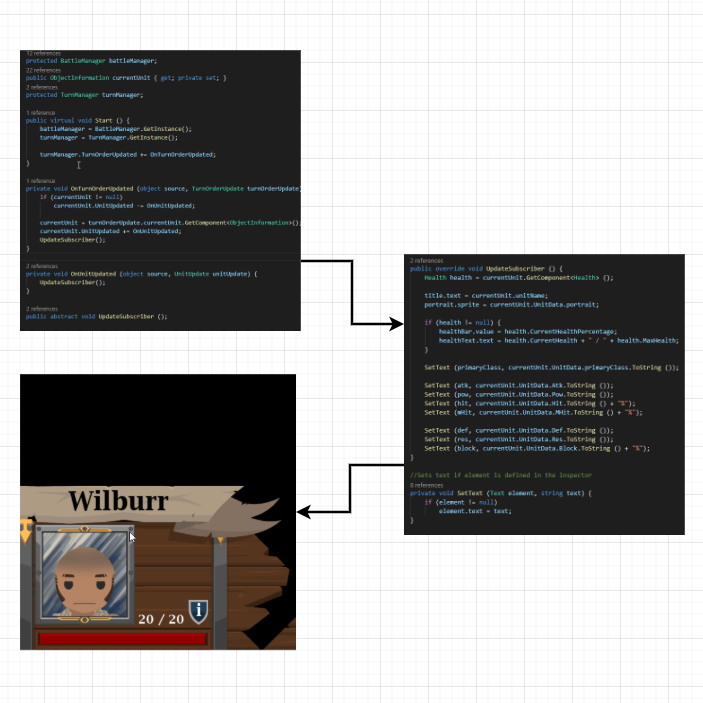 12 references
protected BattleManager battleManager;
22 references
public ObjectInformation currentUnit { get; private set; }
2 references
protected TurnManager turnManager;
1 reference
public virtual void Start () {
battleManager = BattleManager.GetInstance();
turnManager = TurnManager.GetInstance();
turnManager.TurnOrderUpdated += OnTurnOrderUpdated;
}
1 reference
private void OnTurnOrderUpdated (object source, TurnOrderUpdate turnOrderUpdate)
if (currentUnit != null)
currentUnit.UnitUpdated -= OnUnitUpdated;
currentUnit = turnOrderUpdate.currentUnit.GetComponent<ObjectInformation>();
currentUnit.UnitUpdated += OnUnitUpdated;
UpdateSubscriber();
}
2 references
private void OnUnitUpdated (object source, UnitUpdate unitUpdate) {
UpdateSubscriber();
}
2 references
public abstract void UpdateSubscriber ();
2 references
public override void UpdateSubscriber () {
Health health = currentUnit.GetComponent<Health> ();
title.text = currentUnit.unitName;
portrait.sprite = currentUnit.UnitData.portrait;
if (health != null) {
healthBar.value = health.CurrentHealthPercentage;
healthText.text = health.CurrentHealth + " / " + health.MaxHealth;
}
SetText (primaryClass, currentUnit.UnitData.primaryClass.ToString ());
SetText (atk, currentUnit.UnitData.Atk.ToString ());
SetText (pow, currentUnit.UnitData.Pow.ToString ());
SetText (hit, currentUnit.UnitData.Hit.ToString () + "%");
SetText (mHit, currentUnit.UnitData.MHit.ToString () + "%");
SetText (def, currentUnit.UnitData.Def.ToString ());
SetText (res, currentUnit.UnitData.Res.ToString ());
SetText (block, currentUnit.UnitData.Block.ToString () + "%");
}
//Sets text if element is defined in the inspector
8 references
private void SetText (Text element, string text) {
if (element != null)
element.text = text;
}
Wilburr
20 / 20
i